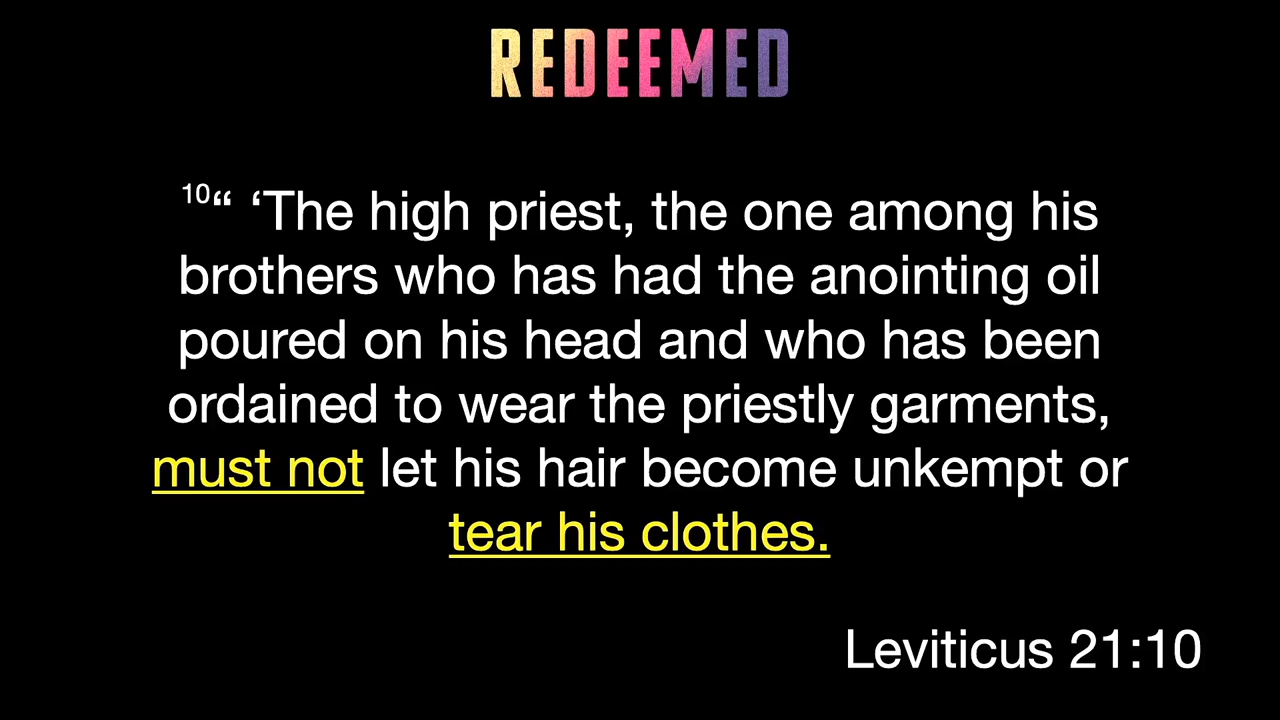 REDEEMED
10“ ‘The high priest, the one among his
brothers who has had the anointing oil
poured on his head and who has been
ordained to wear the priestly garments,
must not let his hair become unkempt or
tear his clothes.
Leviticus 21:10